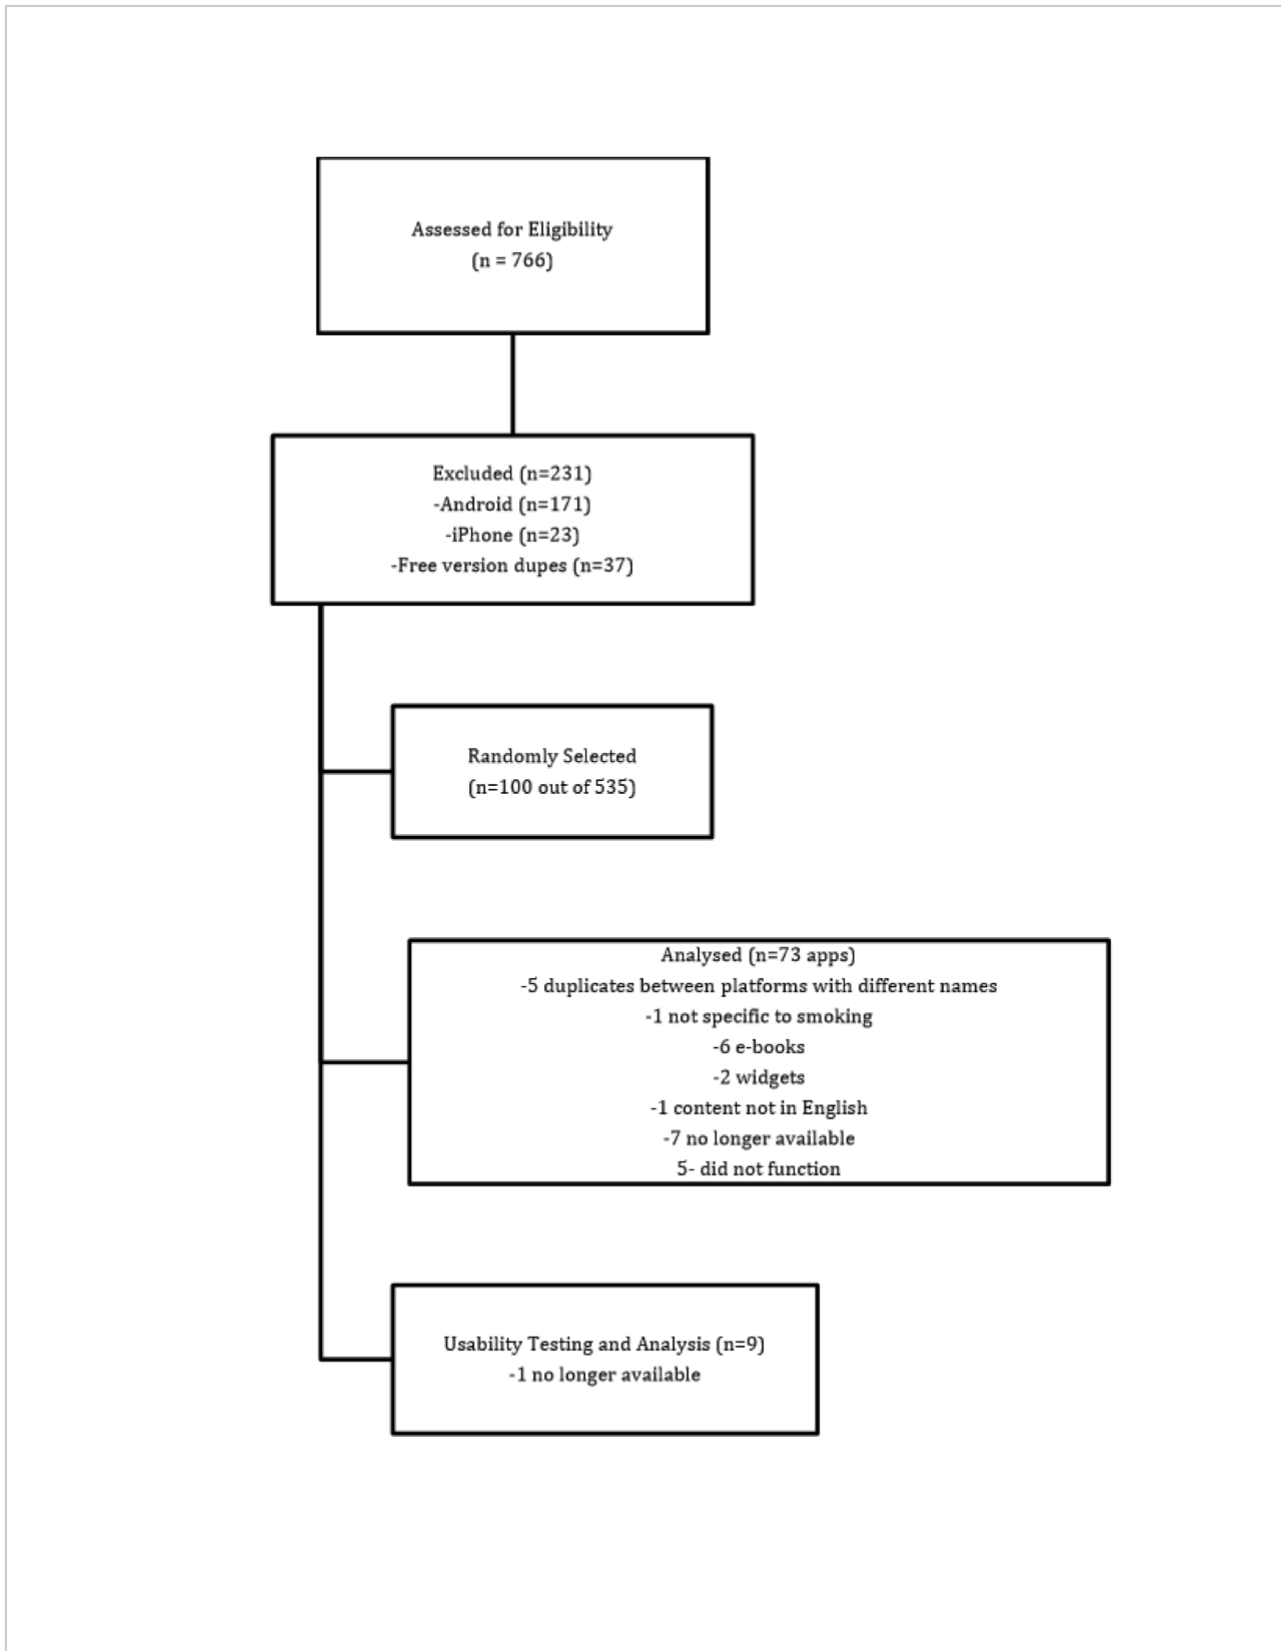 Assessed for Eligibility
(n = 766)
Excluded (n=231)
-Android (n=171)
-iPhone (n=23)
-Free version dupes (n=37)
Randomly Selected
(n=100 out of 535)
Analysed (n=73 apps)
-5 duplicates between platforms with different names
-1 not specific to smoking
-6 e-books
-2 widgets
-1 content not in English
-7 no longer available
5- did not function
Usability Testing and Analysis (n=9)
-1 no longer available